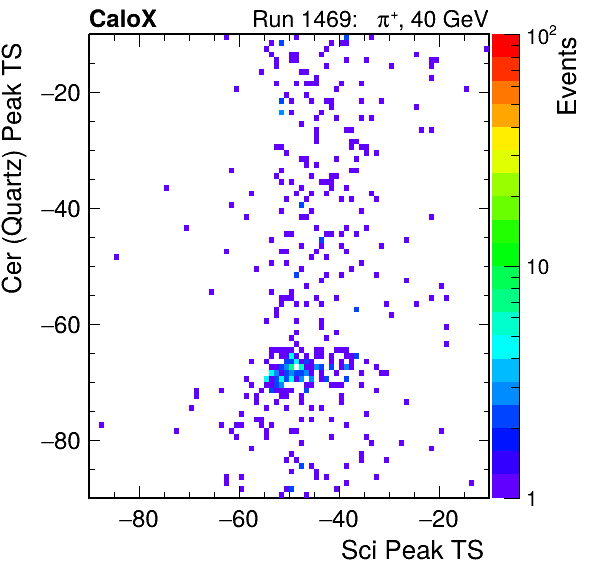 CaloX
Run 1469: π⁺, 40 GeV
Cer (Quartz) Peak TS
−20
−40
−60
−80
−80
−60
−40
−20
Sci Peak TS
10²
10
1
Events